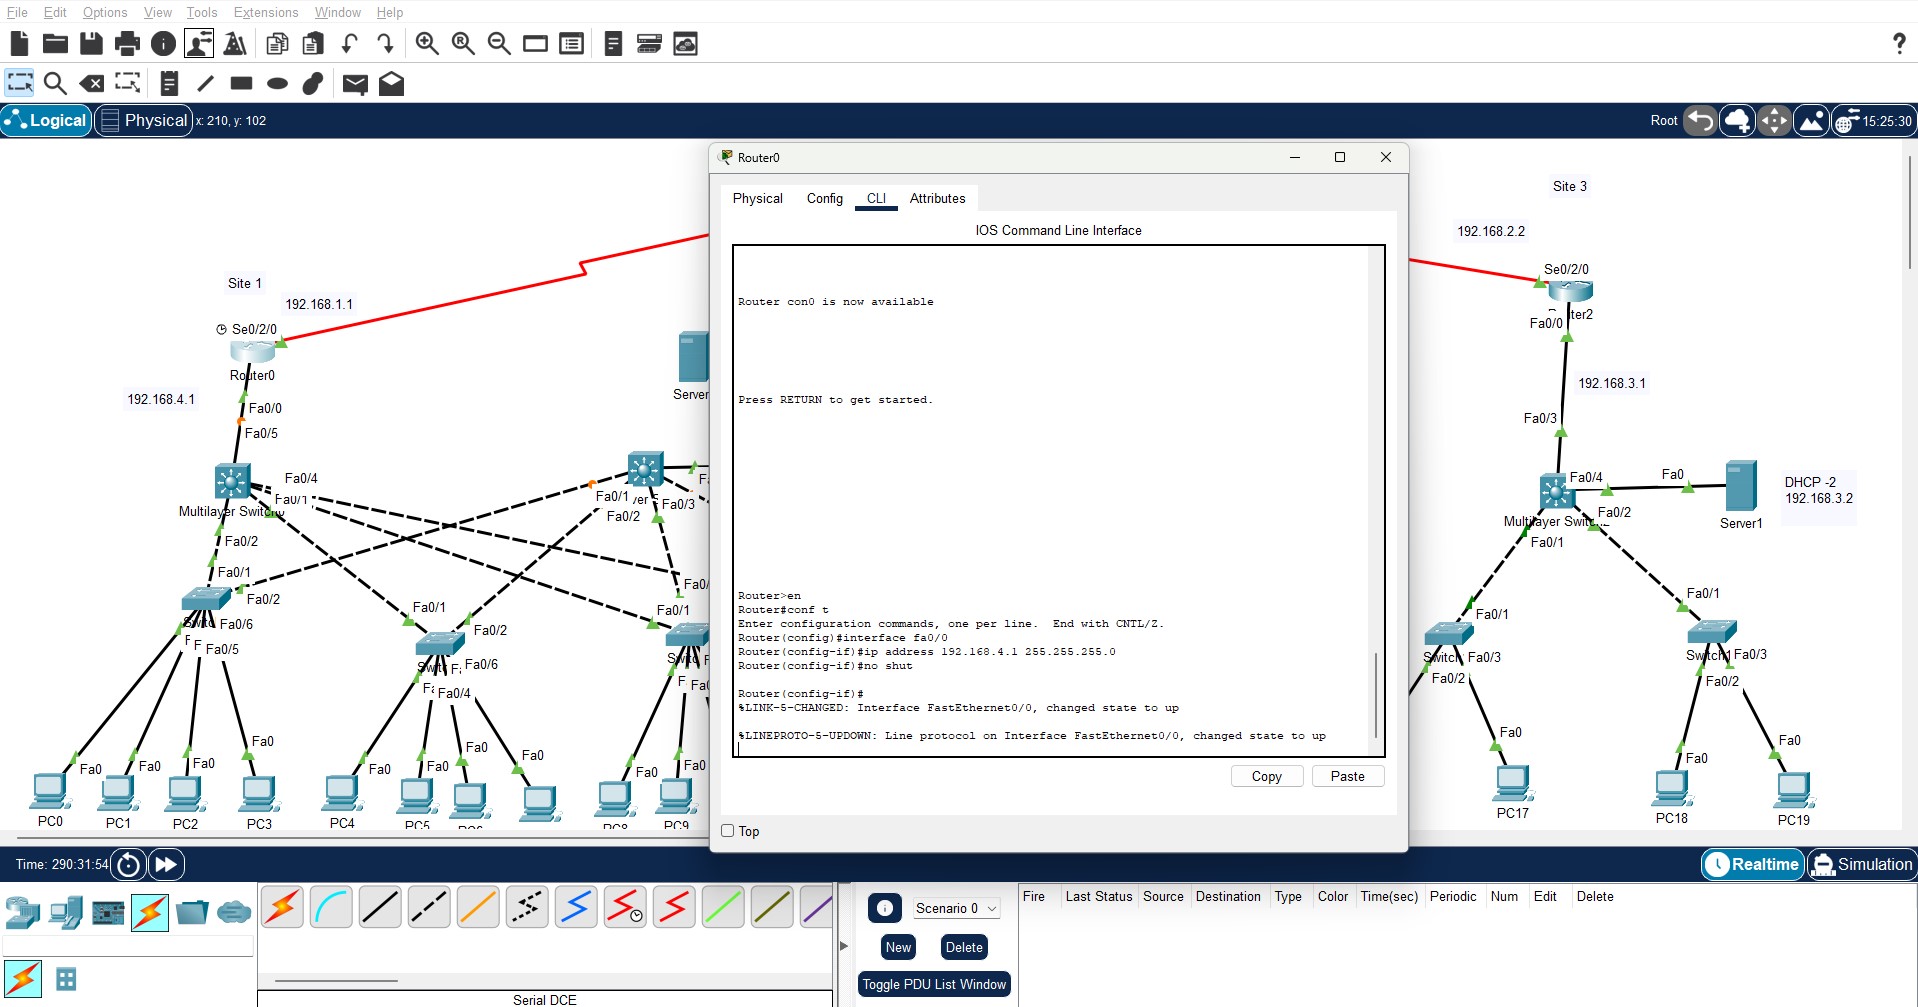 File Edit Options View Tools Extensions Window Help
Logical
Physical
x: 210, y: 102
Root
15:25:30
Router0
Physical Config CLI Attributes
IOS Command Line Interface
Router con0 is now available
Press RETURN to get started.
Router>en
Router#conf t
Enter configuration commands, one per line.  End with CNTL/Z.
Router(config)#interface fa0/0
Router(config-if)#ip address 192.168.4.1 255.255.255.0
Router(config-if)#no shut
Router(config-if)#
%LINK-5-CHANGED: Interface FastEthernet0/0, changed state to up
%LINEPROTO-5-UPDOWN: Line protocol on Interface FastEthernet0/0, changed state to up
Copy Paste
Top
Site 1
192.168.1.1
Se0/2/0
Router0
192.168.4.1
Fa0/0
Fa0/5
Fa0/4
Fa0/1
Multilayer Switch0
Fa0/2
Fa0/1
Fa0/2
Fa0/6
Fa0/5
Fa0
Fa0
Fa0
Fa0
PC0
PC1
PC2
PC3
Server
Fa0/1
Fa0/3
Fa0/2
Fa0/1
Fa0/2
Fa0/6
Fa0/4
Fa0
Fa0
Fa0
Fa0
PC4
PC5
Fa0/1
Fa0
Fa0
PC8
PC9
Site 3
192.168.2.2
Se0/2/0
Fa0/0
192.168.3.1
Fa0/3
Fa0/4
Fa0
DHCP -2
192.168.3.2
Server1
Multilayer
Fa0/2
Fa0/1
Fa0/1
Fa0/1
Fa0/3
Fa0/2
Fa0/3
Fa0/2
Fa0
Fa0
Fa0
PC17
PC18
PC19
Time: 290:31:54
Realtime
Simulation
Scenario 0
New
Delete
Toggle PDU List Window
Fire Last Status Source Destination Type Color Time(sec) Periodic Num Edit Delete
Serial DCE